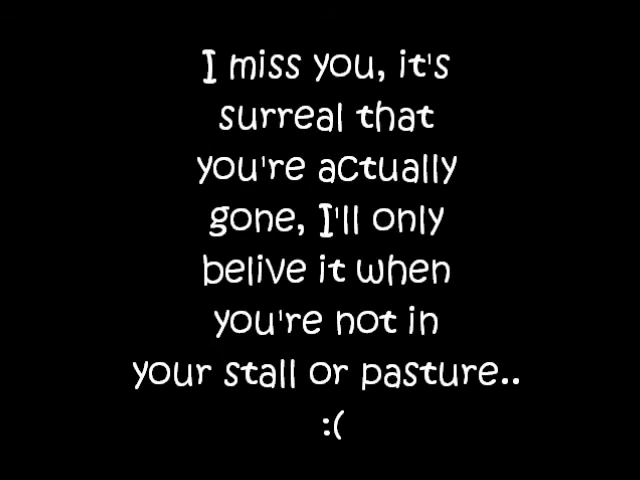 I miss you, it's
surreal that
you're actually
gone, I'll only
belive it when
you're not in
your stall or pasture..
:(